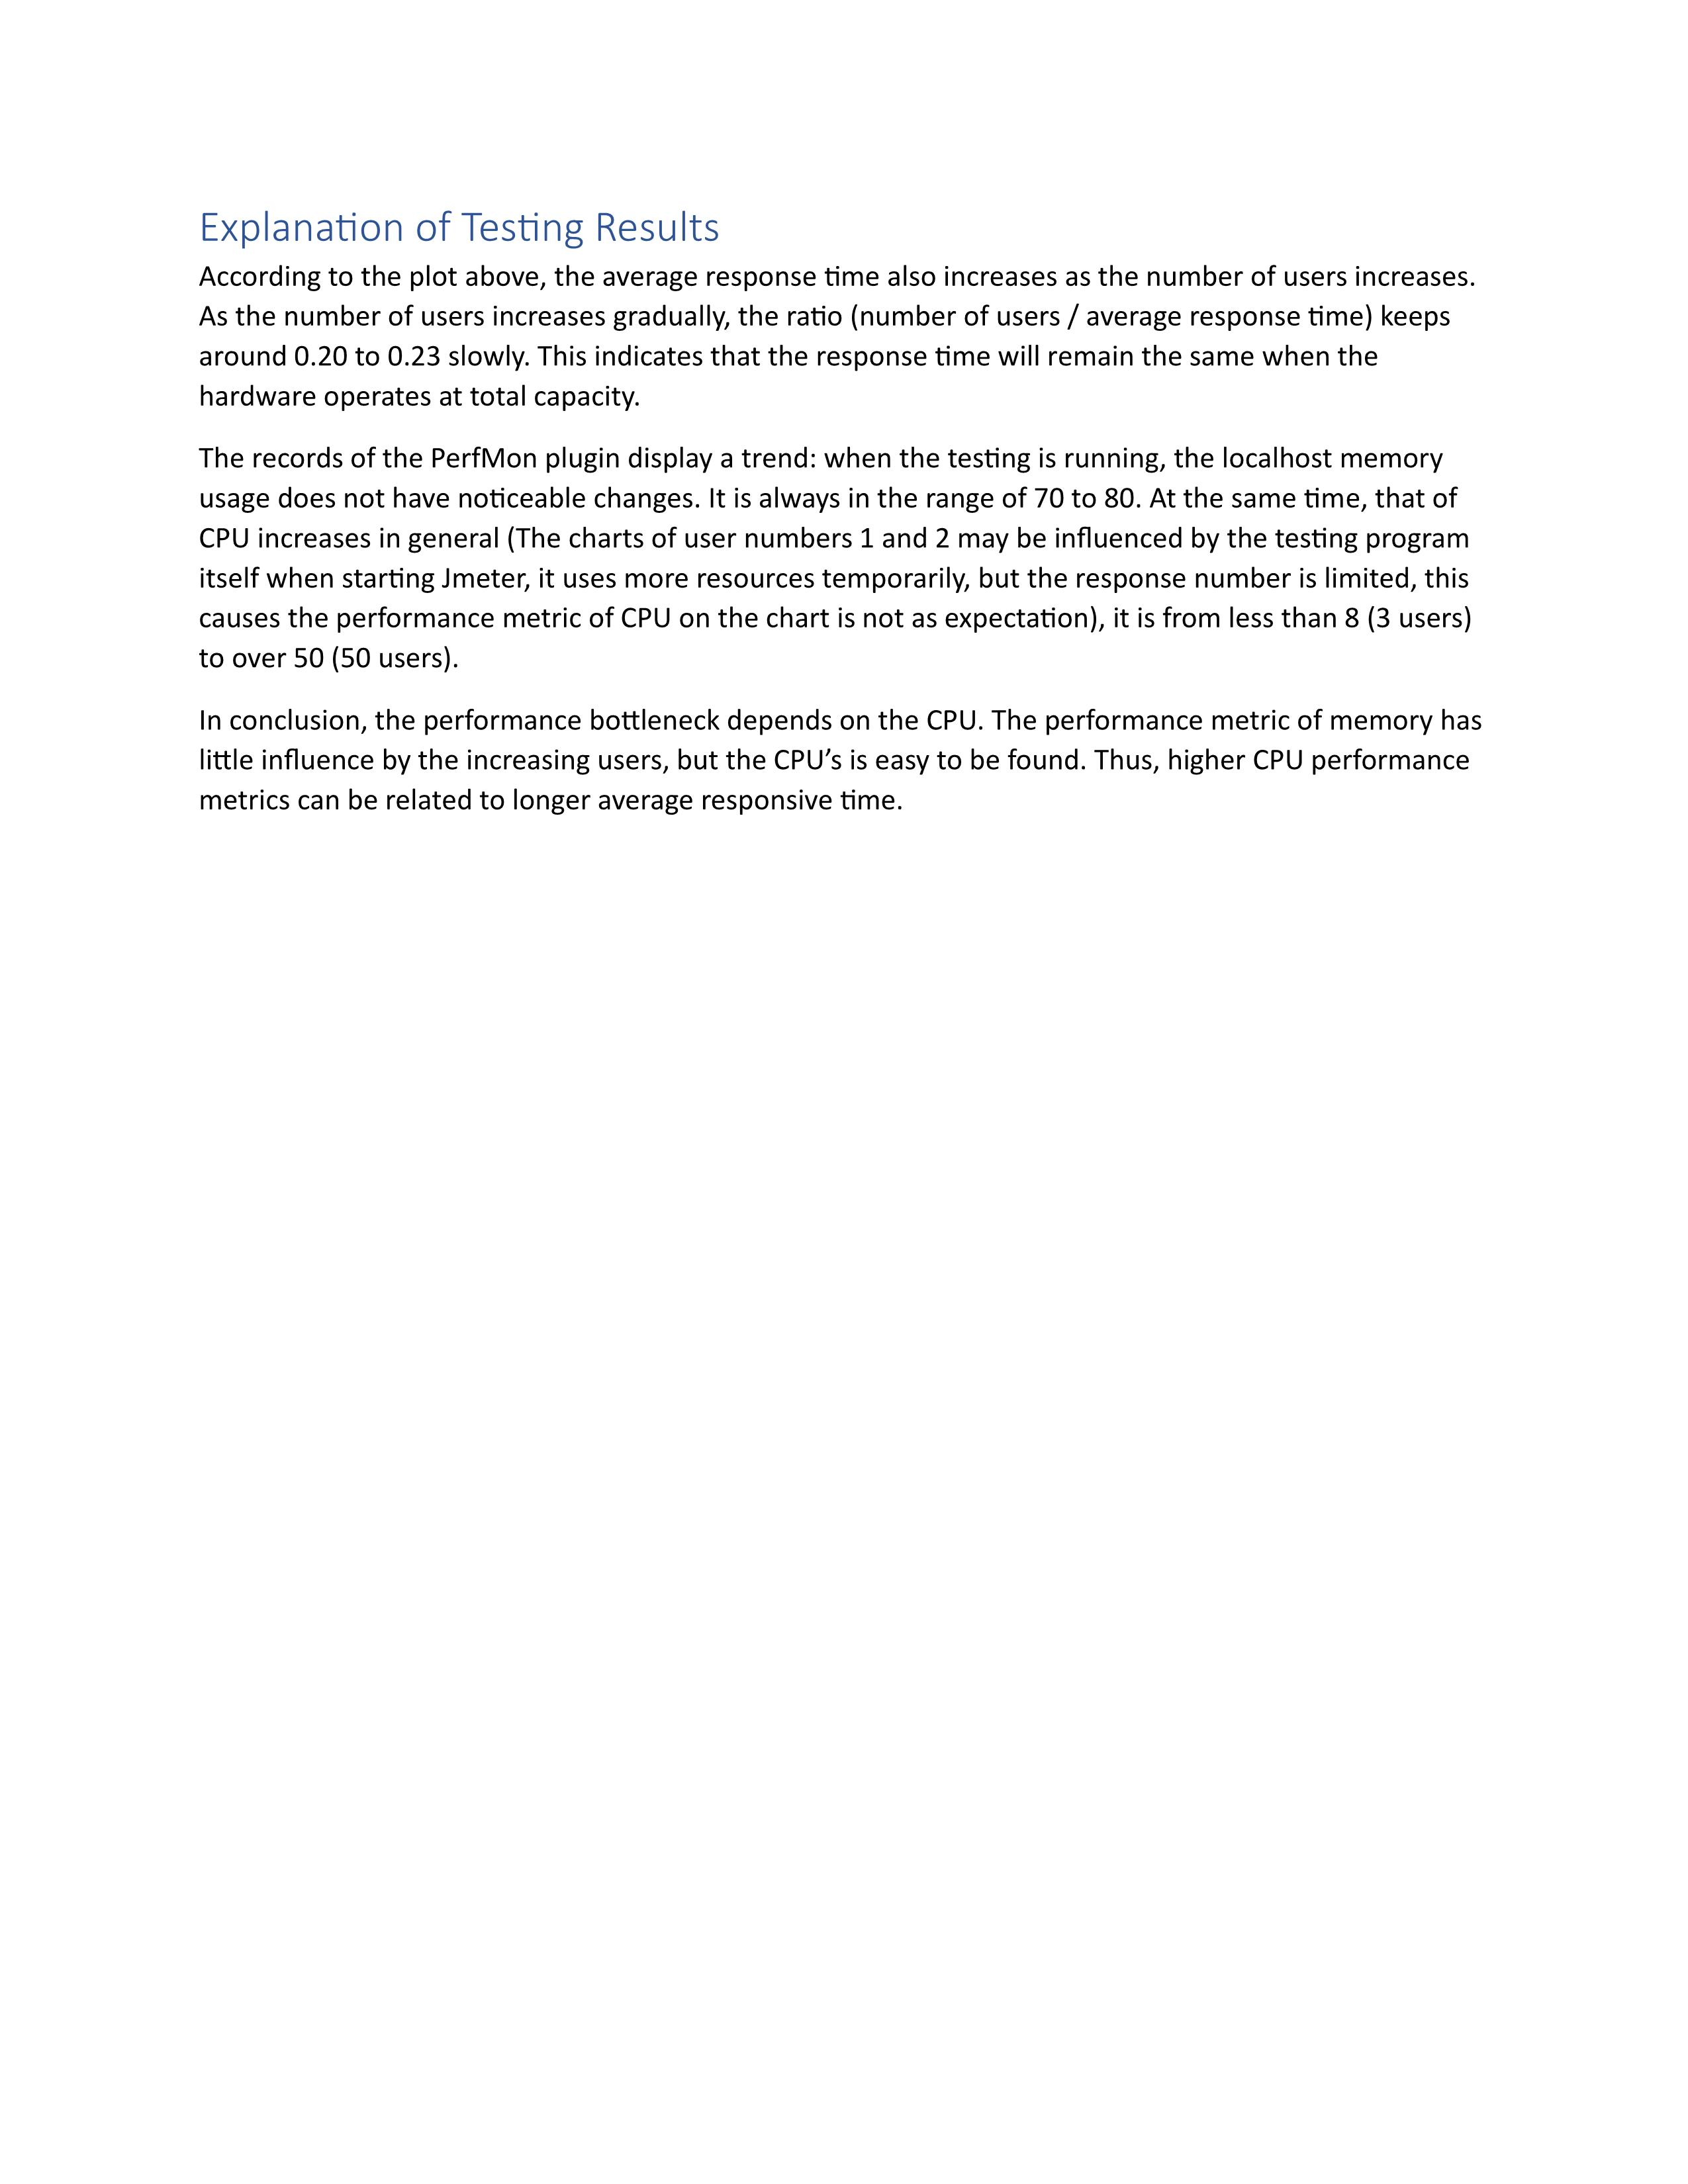 Explanation of Testing Results
According to the plot above, the average response time also increases as the number of users increases.
As the number of users increases gradually, the ratio (number of users / average response time) keeps
around 0.20 to 0.23 slowly. This indicates that the response time will remain the same when the
hardware operates at total capacity.
The records of the PerfMon plugin display a trend: when the testing is running, the localhost memory
usage does not have noticeable changes. It is always in the range of 70 to 80. At the same time, that of
CPU increases in general (The charts of user numbers 1 and 2 may be influenced by the testing program
itself when starting Jmeter, it uses more resources temporarily, but the response number is limited, this
causes the performance metric of CPU on the chart is not as expectation), it is from less than 8 (3 users)
to over 50 (50 users).
In conclusion, the performance bottleneck depends on the CPU. The performance metric of memory has
little influence by the increasing users, but the CPU’s is easy to be found. Thus, higher CPU performance
metrics can be related to longer average responsive time.